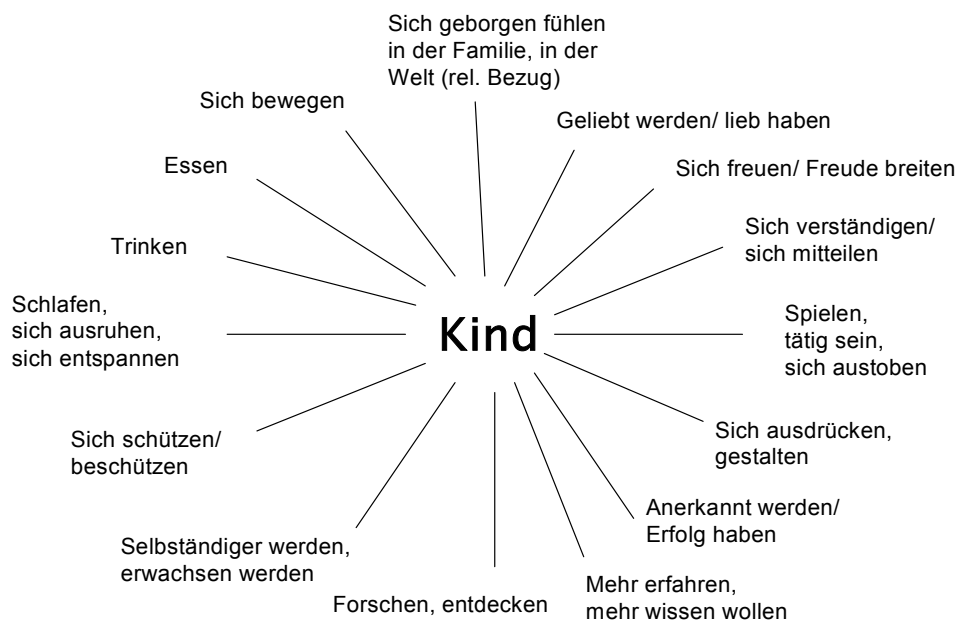 Sich geborgen fühlen
in der Familie, in der
Welt (rel. Bezug)
Geliebt werden/ lieb haben
Sich freuen/ Freude breiten
Sich verständigen/
sich mitteilen
Spielen,
tätig sein,
sich austoben
Sich ausdrücken,
gestalten
Anerkannt werden/
Erfolg haben
Mehr erfahren,
mehr wissen wollen
Forschen, entdecken
Selbständiger werden,
erwachsen werden
Sich schützen/
beschützen
Schlafen,
sich ausruhen,
sich entspannen
Trinken
Essen
Sich bewegen
Kind